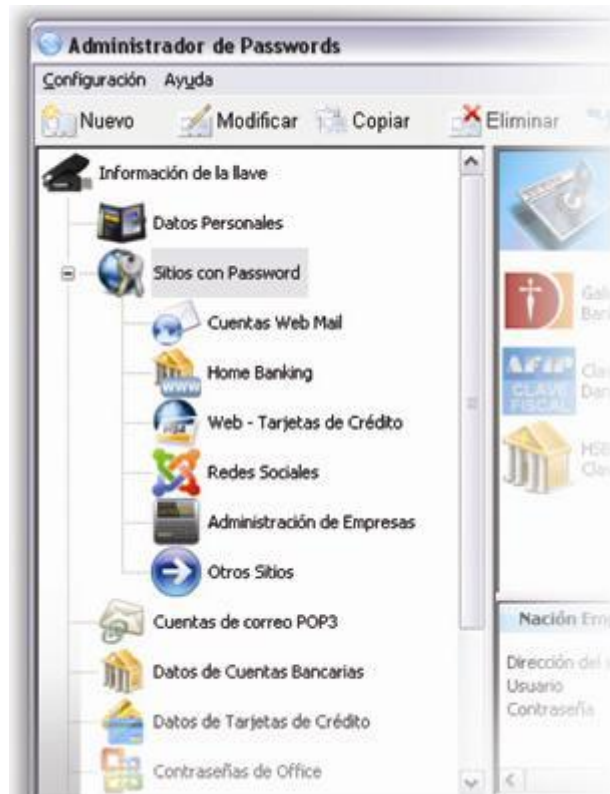 Administrador de Passwords
Configuración Ayuda
Nuevo Modificar Copiar Eliminar
Información de la llave
Datos Personales
Sitios con Password
Cuentas Web Mail
Home Banking
WWW
Web - Tarjetas de Crédito
Redes Sociales
Administración de Empresas
Otros Sitios
Cuentas de correo POP3
Datos de Cuentas Bancarias
Datos de Tarjetas de Crédito
Contraseñas de Office
AFIP
CLAVE
FISCAL
Nación
Dirección del
Usuario
Contraseña